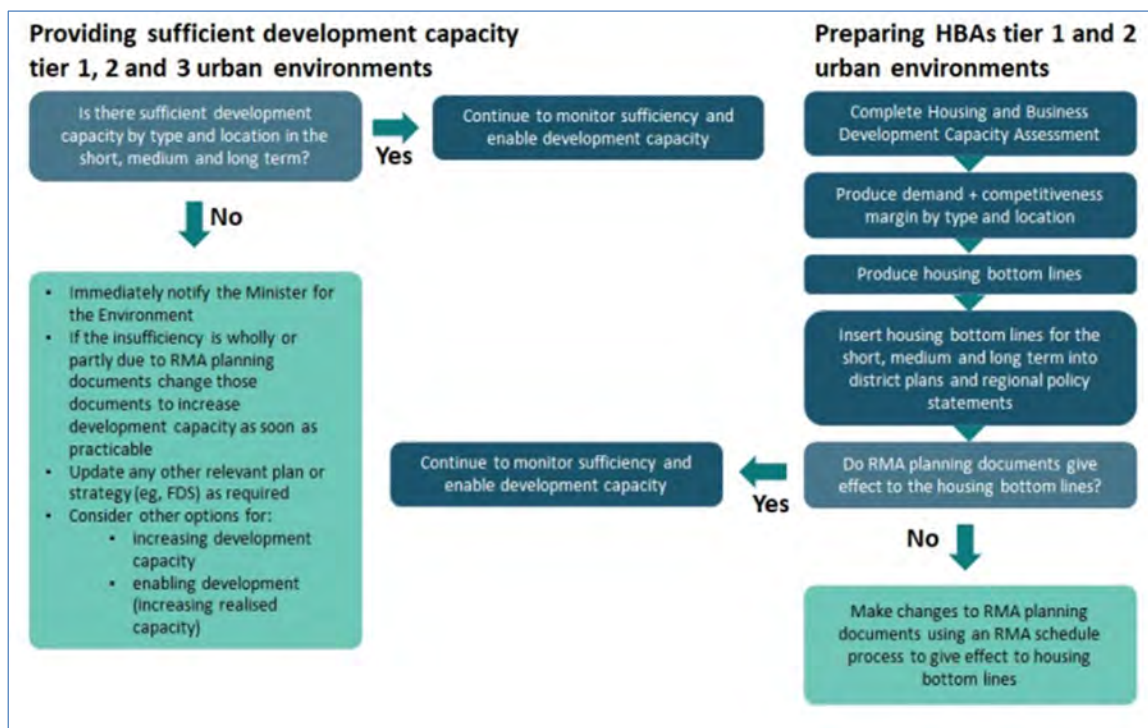 Providing sufficient development capacity
tier 1, 2 and 3 urban environments
Is there sufficient development
capacity by type and location in the
short, medium and long term?
Yes
Continue to monitor sufficiency and
enable development capacity
No
• Immediately notify the Minister for
the Environment
• If the insufficiency is wholly or
partly due to RMA planning
documents change those
documents to increase
development capacity as soon as
practicable
• Update any other relevant plan or
strategy (eg, FDS) as required
• Consider other options for:
• increasing development
capacity
• enabling development
(increasing realised
capacity)
Preparing HBAs tier 1 and 2
urban environments
Complete Housing and Business
Development Capacity Assessment
Produce demand + competitiveness
margin by type and location
Produce housing bottom lines
Insert housing bottom lines for the
short, medium and long term into
district plans and regional policy
statements
Do RMA planning documents give
effect to the housing bottom lines?
Yes
Continue to monitor sufficiency and
enable development capacity
No
Make changes to RMA planning
documents using an RMA schedule
process to give effect to housing
bottom lines